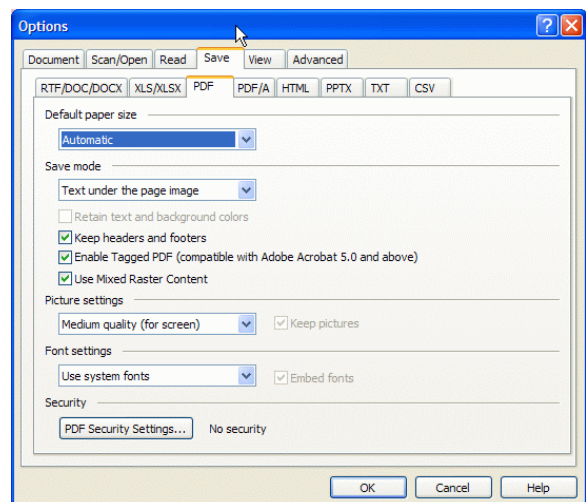 Options
Document Scan/Open Read Save View Advanced
RTF/DOC/DOCX XLS/XLSX PDF PDF/A HTML PPTX TXT CSV
Default paper size
Automatic
Save mode
Text under the page image
Retain text and background colors
Keep headers and footers
Enable Tagged PDF (compatible with Adobe Acrobat 5.0 and above)
Use Mixed Raster Content
Picture settings
Medium quality (for screen) Keep pictures
Font settings
Use system fonts Embed fonts
Security
PDF Security Settings... No security
OK Cancel Help